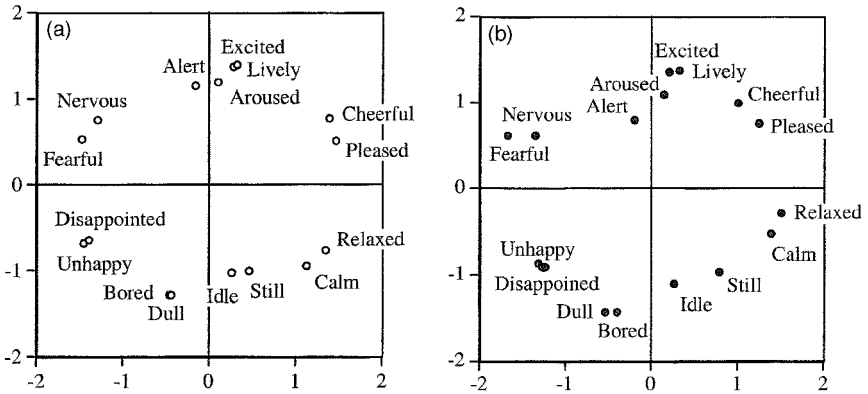 (a)
2
1
0
-1
-2
-2 -1 0 1 2
Excited
Alert
Lively
Aroused
Nervous
Cheerful
Fearful
Pleased
Disappointed
Unhappy
Relaxed
Bored
Idle
Still
Calm
Dull
(b)
2
1
0
-1
-2
-2 -1 0 1 2
Excited
Lively
Aroused
Cheerful
Nervous
Alert
Pleased
Fearful
Relaxed
Unhappy
Calm
Disappoined
Still
Dull
Idle
Bored